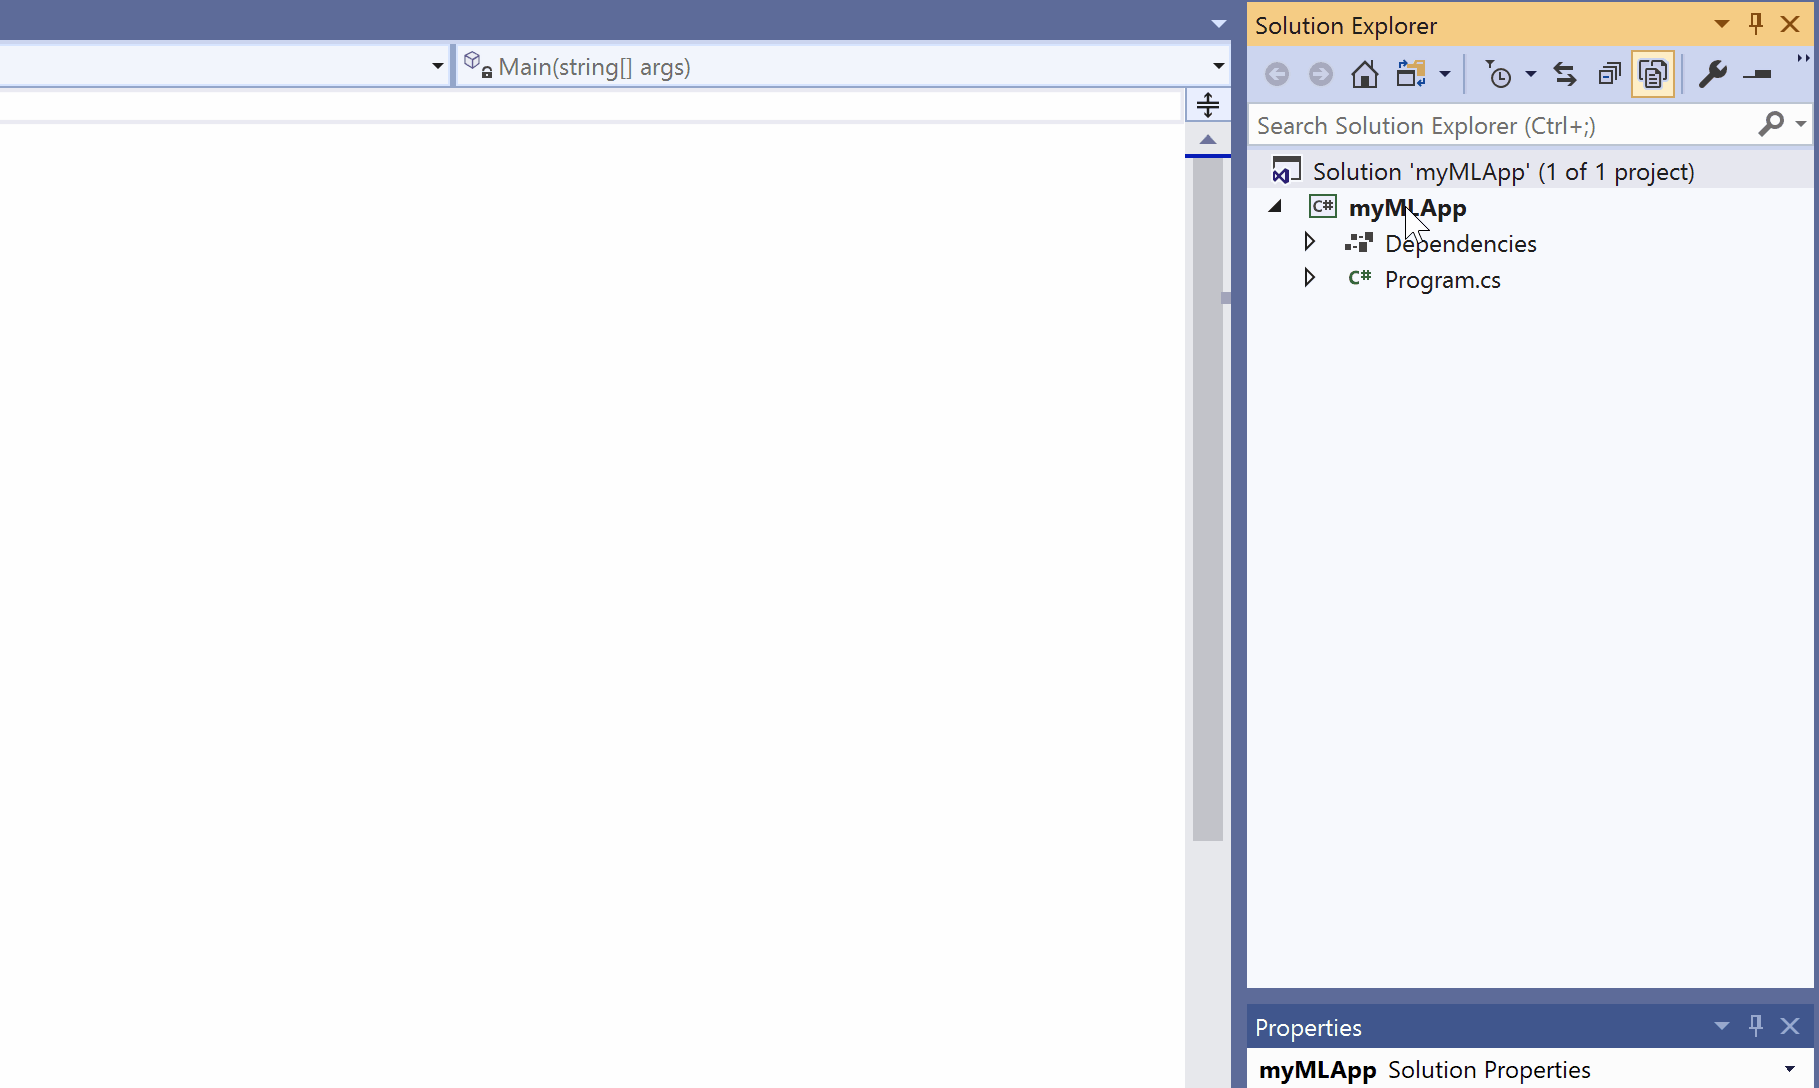 Solution Explorer
Main(string[] args)
Search Solution Explorer (Ctrl+;)
Solution 'myMLApp' (1 of 1 project)
C# myMLApp
Dependencies
C# Program.cs
Properties
myMLApp Solution Properties